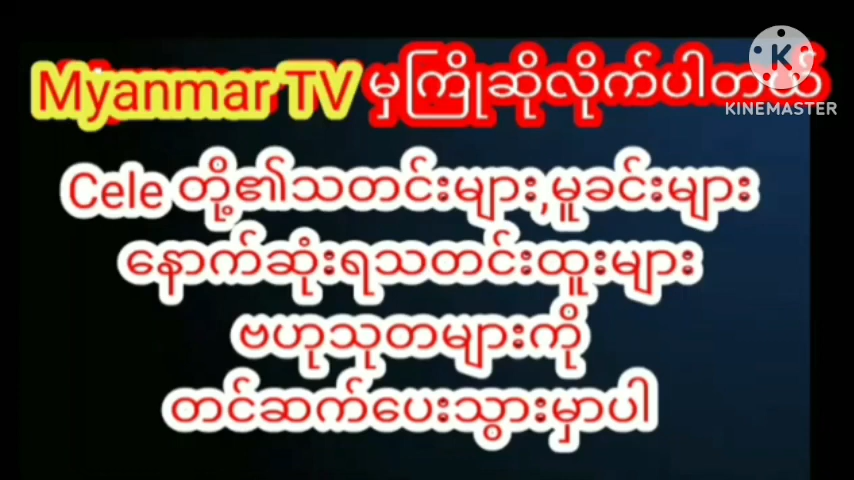 Myanmar TV မှကြိုဆိုလိုက်ပါတယ်
KINEMASTER
Cele တို့၏သတင်းများ,မူခင်းများ
နောက်ဆုံးရသတင်းထူးများ
ဗဟုသုတများကို
တင်ဆက်ပေးသွားမှာပါ